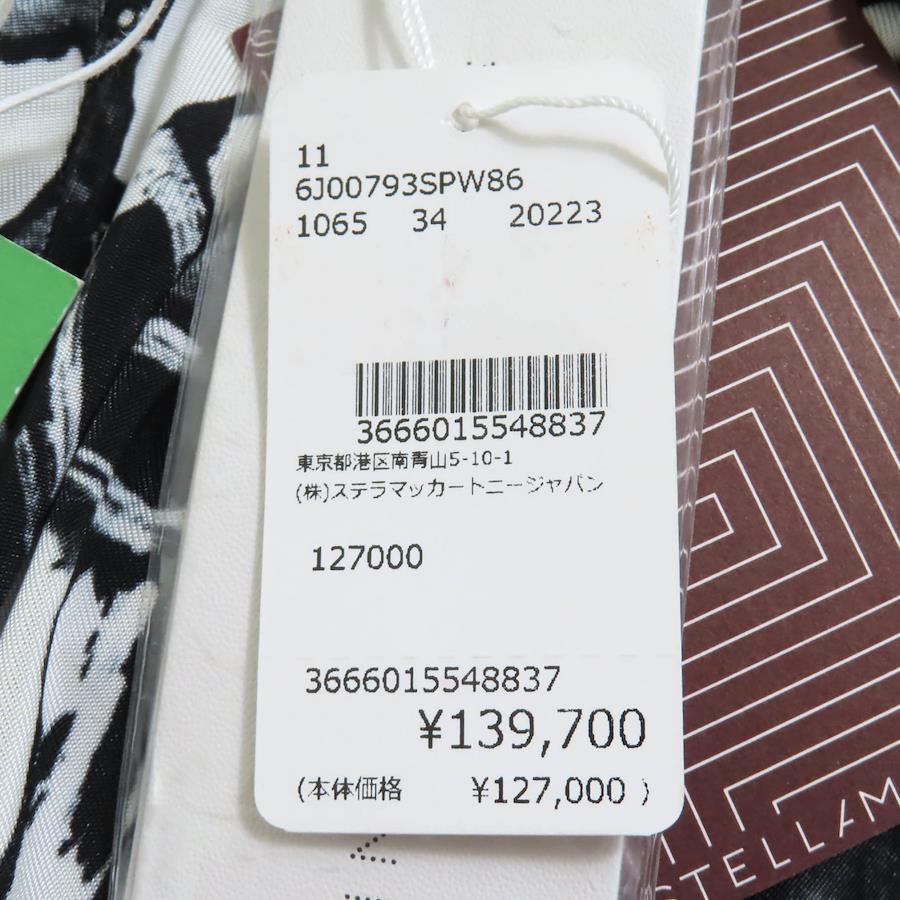 11
6J00793SPW86
1065 34 20223
3666015548837
東京都港区南青山5-10-1
(株)ステラマッカートニージャパン
127000
3666015548837
¥139,700
(本体価格 ¥127,000 )
STELLAM